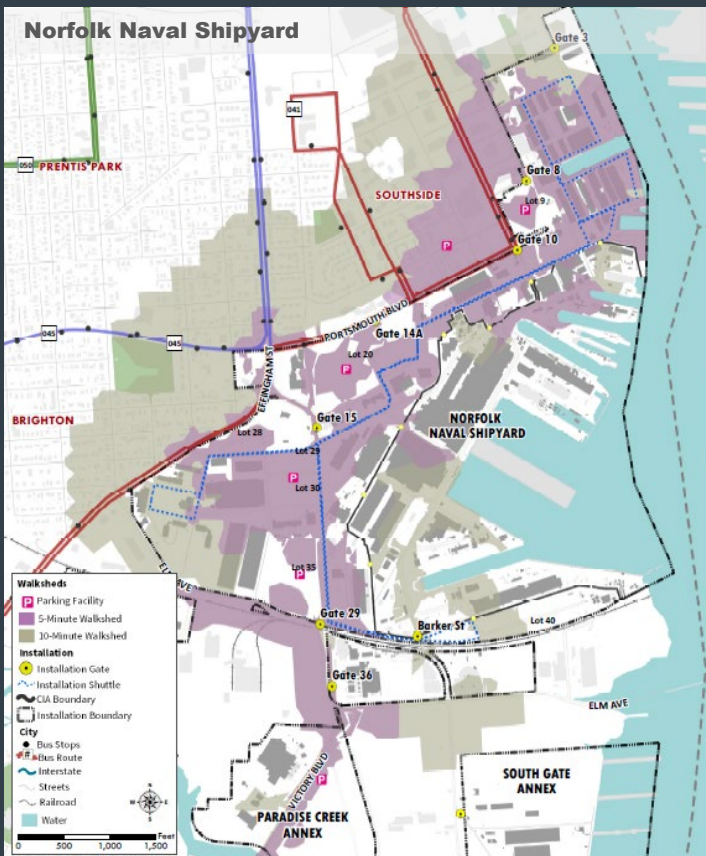 Norfolk Naval Shipyard
Gate 3
041
050
PRENTIS PARK
SOUTHSIDE
Gate 8
Lot 9
Gate 10
PORTSMOUTH BLVD
045
045
Gate 14A
Lot 20
EFFINGHAM ST
BRIGHTON
Gate 15
Lot 28
NORFOLK
NAVAL SHIPYARD
Lot 29
Lot 30
Lot 35
ELM AVE
Gate 29
Barker St
Lot 40
Gate 36
ELM AVE
VICTORY BLVD
SOUTH GATE
ANNEX
PARADISE CREEK
ANNEX
Walksheds
P Parking Facility
5-Minute Walkshed
10-Minute Walkshed
Installation
Installation Gate
Installation Shuttle
CIA Boundary
Installation Boundary
City
Bus Stops
# Bus Route
Interstate
Streets
Railroad
Water
N
W E
S
Feet
0 500 1,000 1,500